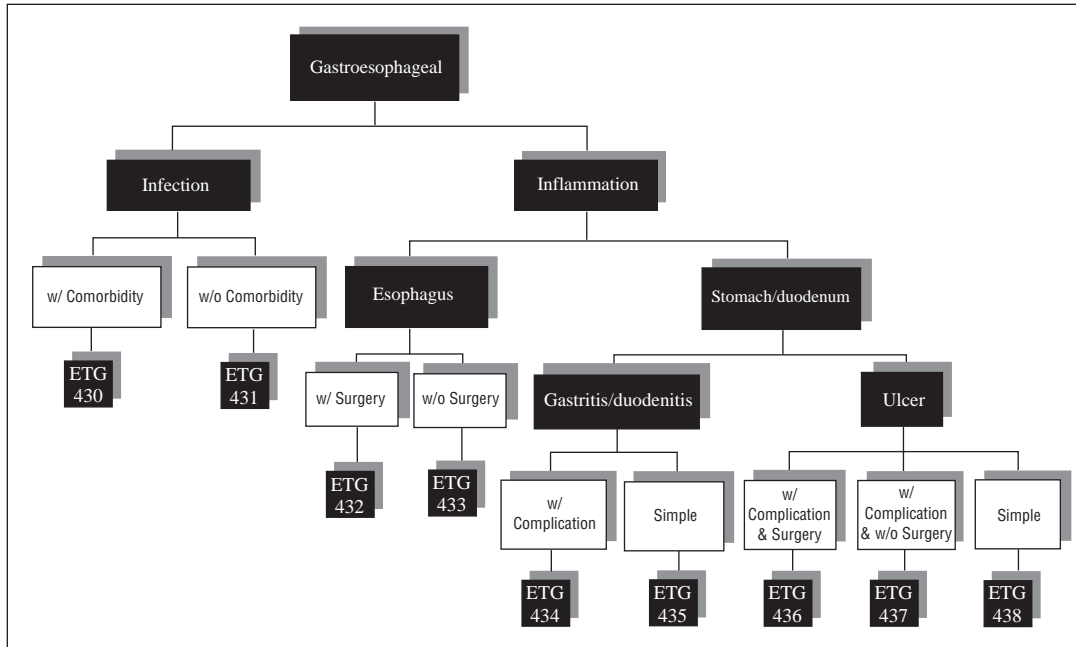 Gastroesophageal
Infection
Inflammation
w/ Comorbidity
w/o Comorbidity
Esophagus
Stomach/duodenum
ETG
430
ETG
431
w/ Surgery
w/o Surgery
Gastritis/duodenitis
Ulcer
ETG
432
ETG
433
w/
Complication
Simple
w/
Complication
& Surgery
w/
Complication
& w/o Surgery
Simple
ETG
434
ETG
435
ETG
436
ETG
437
ETG
438